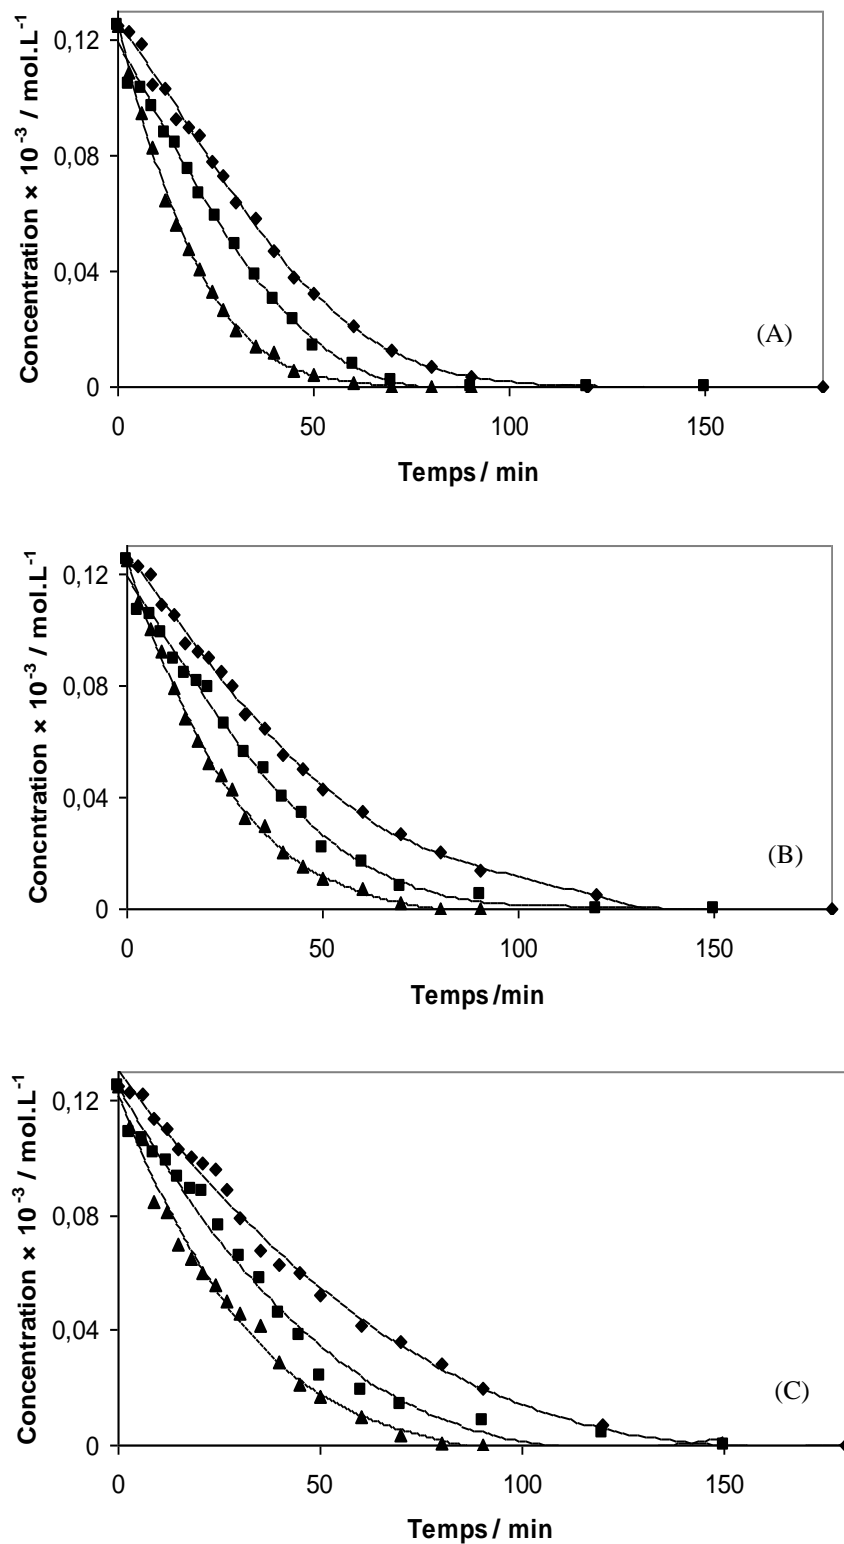 Concentration × 10⁻³ / mol.L⁻¹
0,12
0,08
0,04
0
(A)
0 50 100 150
Temps / min
Concntration × 10⁻³ / mol.L⁻¹
0,12
0,08
0,04
0
(B)
0 50 100 150
Temps /min
Concentration × 10⁻³ / mol.L⁻¹
0,12
0,08
0,04
0
(C)
0 50 100 150
Temps / min